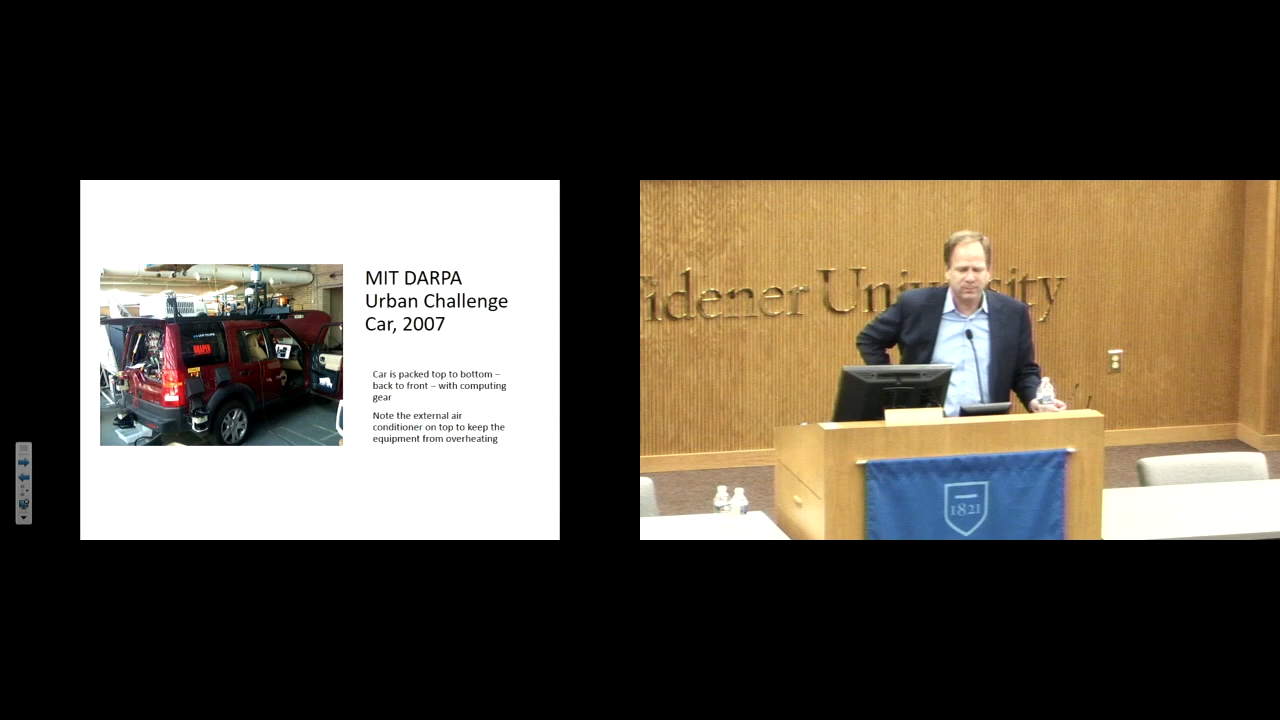 MIT DARPA
Urban Challenge
Car, 2007
Car is packed top to bottom –
back to front – with computing
gear
Note the external air
conditioner on top to keep the
equipment from overheating
idener University
1821